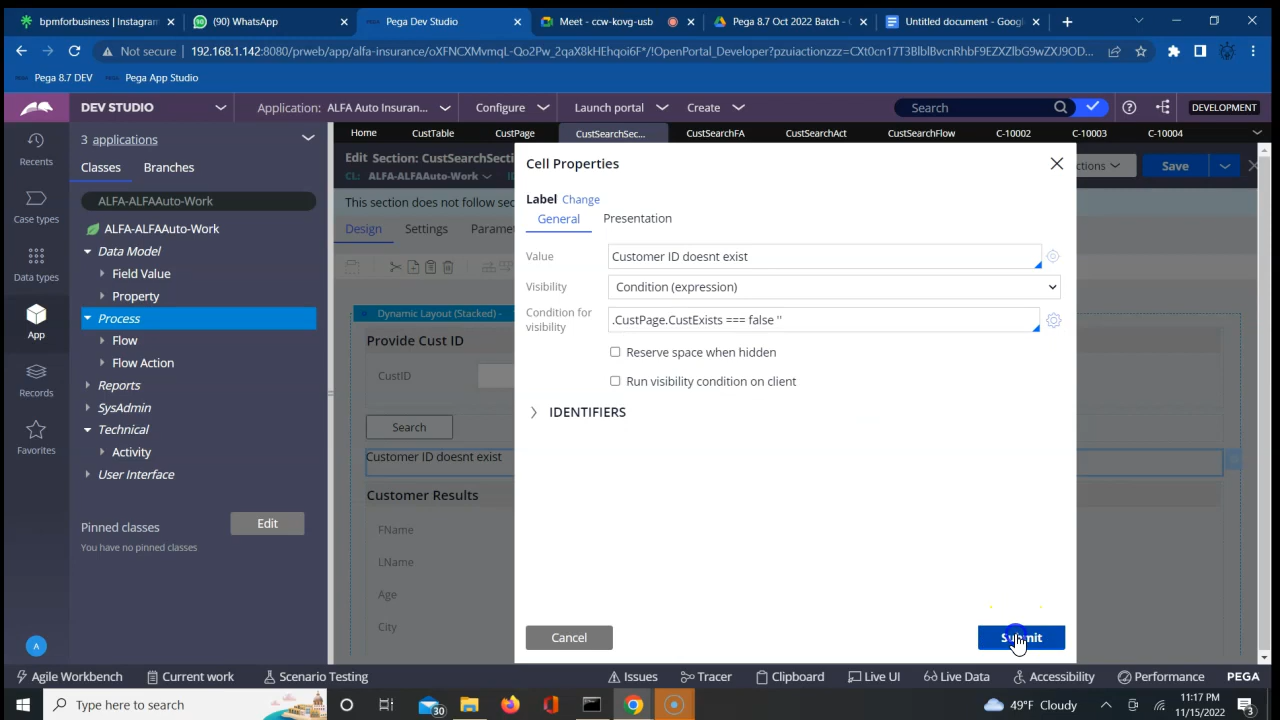 bpmforbusiness | Instagram
(90) WhatsApp
Pega Dev Studio
Meet - ccw-kovg-usb
Pega 8.7 Oct 2022 Batch -
Untitled document - Google
Not secure | 192.168.1.142:8080/prweb/app/alfa-insurance/oXFNCXMvmqL-Qo2Pw_2qaX8kHEhqoi6F*/!OpenPortal_Developer?pzuiactionzzz=CXt0cn17T3BlblBvcnRhbF9EZXZlbG9wZXJ9OD...
Pega 8.7 DEV
Pega App Studio
DEV STUDIO
Application: ALFA Auto Insuran...
Configure
Launch portal
Create
Search
DEVELOPMENT
3 applications
Home
CustTable
CustPage
CustSearchSec...
CustSearchFA
CustSearchAct
CustSearchFlow
C-10002
C-10003
C-10004
Recents
Case types
Data types
App
Records
Favorites
A
Classes
Branches
ALFA-ALFAAuto-Work
ALFA-ALFAAuto-Work
Data Model
Field Value
Property
Process
Flow
Flow Action
Reports
SysAdmin
Technical
Activity
User Interface
Pinned classes
Edit
You have no pinned classes
Edit Section: CustSearchSecti
CL: ALFA-ALFAAuto-Work
ID
ctions
Save
This section does not follow sec
Design
Settings
Paramet
Dynamic Layout (Stacked) -
Provide Cust ID
CustID
Search
Customer ID doesnt exist
Customer Results
FName
LName
Age
City
Cell Properties
Label Change
General
Presentation
Value
Customer ID doesnt exist
Visibility
Condition (expression)
Condition for visibility
.CustPage.CustExists === false ''
Reserve space when hidden
Run visibility condition on client
IDENTIFIERS
Cancel
Submit
Agile Workbench
Current work
Scenario Testing
Issues
Tracer
Clipboard
Live UI
Live Data
Accessibility
Performance
PEGA
Type here to search
30
49°F Cloudy
11:17 PM
11/15/2022
3